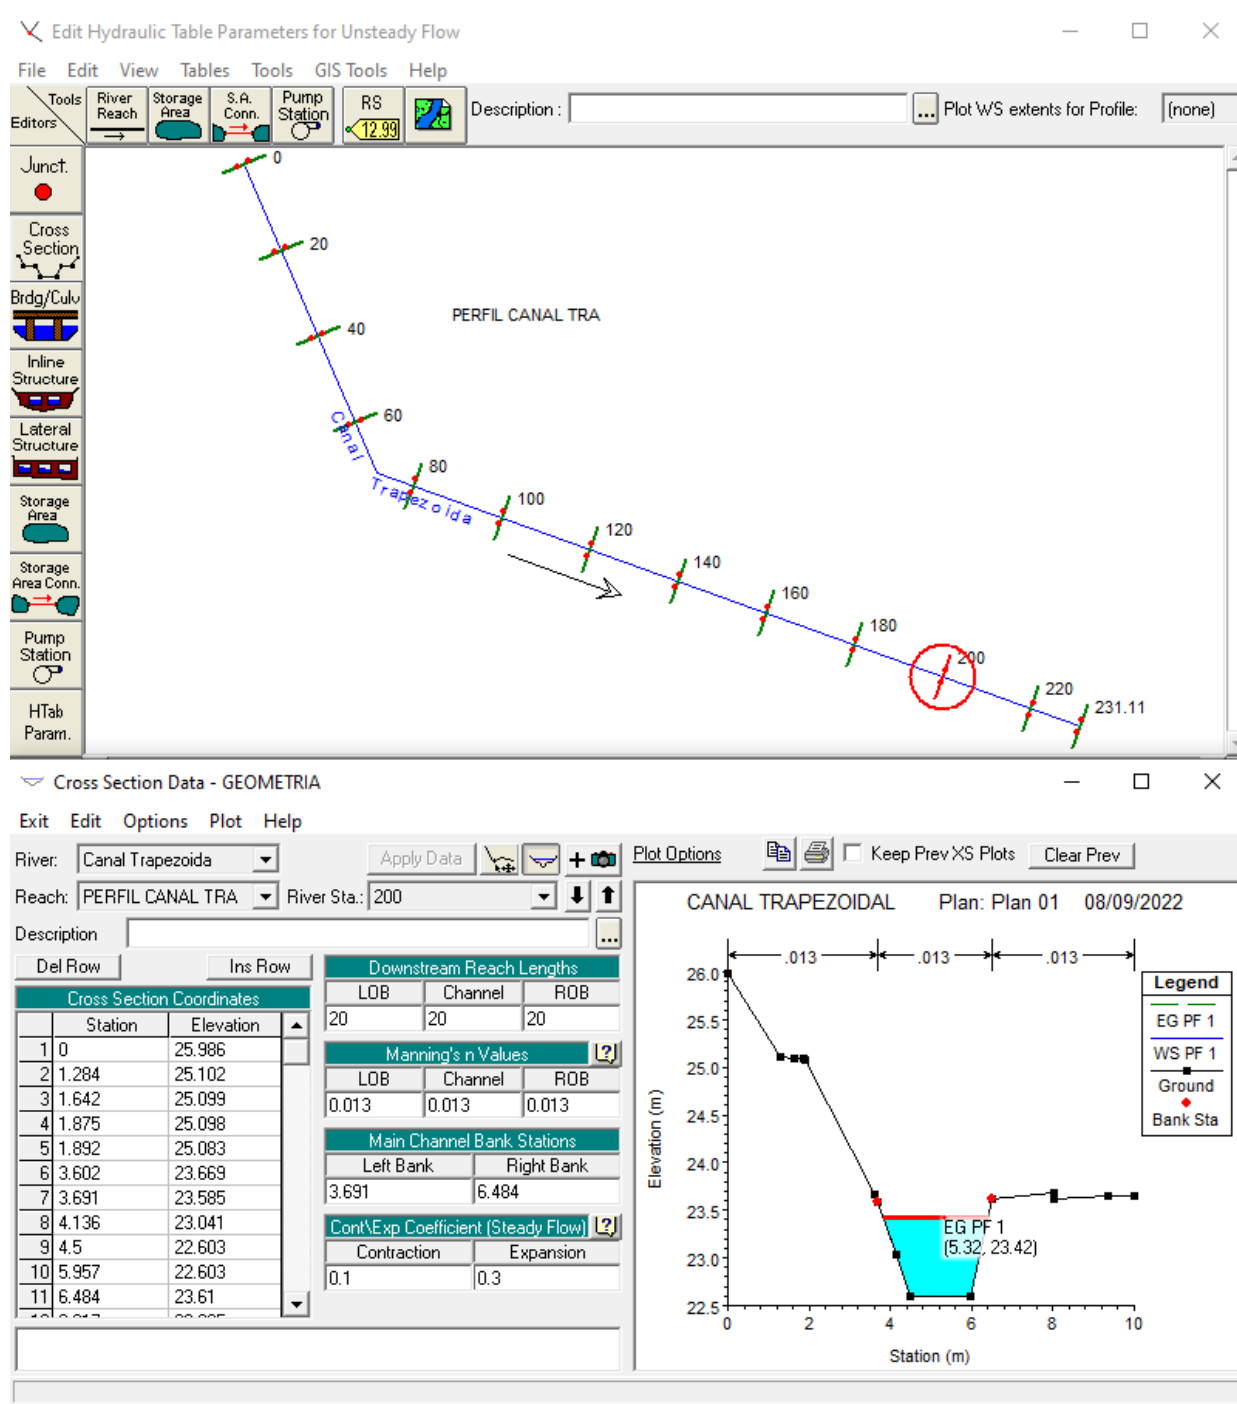 Edit Hydraulic Table Parameters for Unsteady Flow
File Edit View Tables Tools GIS Tools Help
Tools
Editors
River
Reach
Storage
Area
S.A.
Conn.
Pump
Station
RS
12.99
Description :
...
Plot WS extents for Profile:
(none)
Junct.
Cross
Section
Brdg/Culv
Inline
Structure
Lateral
Structure
Storage
Area
Storage
Area Conn.
Pump
Station
HTab
Param.
0
20
40
PERFIL CANAL TRA
60
Canal
Trapezoida
80
100
120
140
160
180
200
220
231.11
Cross Section Data - GEOMETRIA
Exit Edit Options Plot Help
River: Canal Trapezoida
Apply Data
Plot Options
Keep Prev XS Plots
Clear Prev
Reach: PERFIL CANAL TRA
River Sta.: 200
Description
...
Del Row
Ins Row
Cross Section Coordinates
Station Elevation
1 0 25.986
2 1.284 25.102
3 1.642 25.099
4 1.875 25.098
5 1.892 25.083
6 3.602 23.669
7 3.691 23.585
8 4.136 23.041
9 4.5 22.603
10 5.957 22.603
11 6.484 23.61
Downstream Reach Lengths
LOB Channel ROB
20 20 20
Manning's n Values
LOB Channel ROB
0.013 0.013 0.013
Main Channel Bank Stations
Left Bank Right Bank
3.691 6.484
Cont\Exp Coefficient (Steady Flow)
Contraction Expansion
0.1 0.3
CANAL TRAPEZOIDAL Plan: Plan 01 08/09/2022
.013 .013 .013
26.0
25.5
25.0
24.5
24.0
23.5
23.0
22.5
Elevation (m)
0 2 4 6 8 10
Station (m)
EG PF 1
(5.32, 23.42)
Legend
EG PF 1
WS PF 1
Ground
Bank Sta